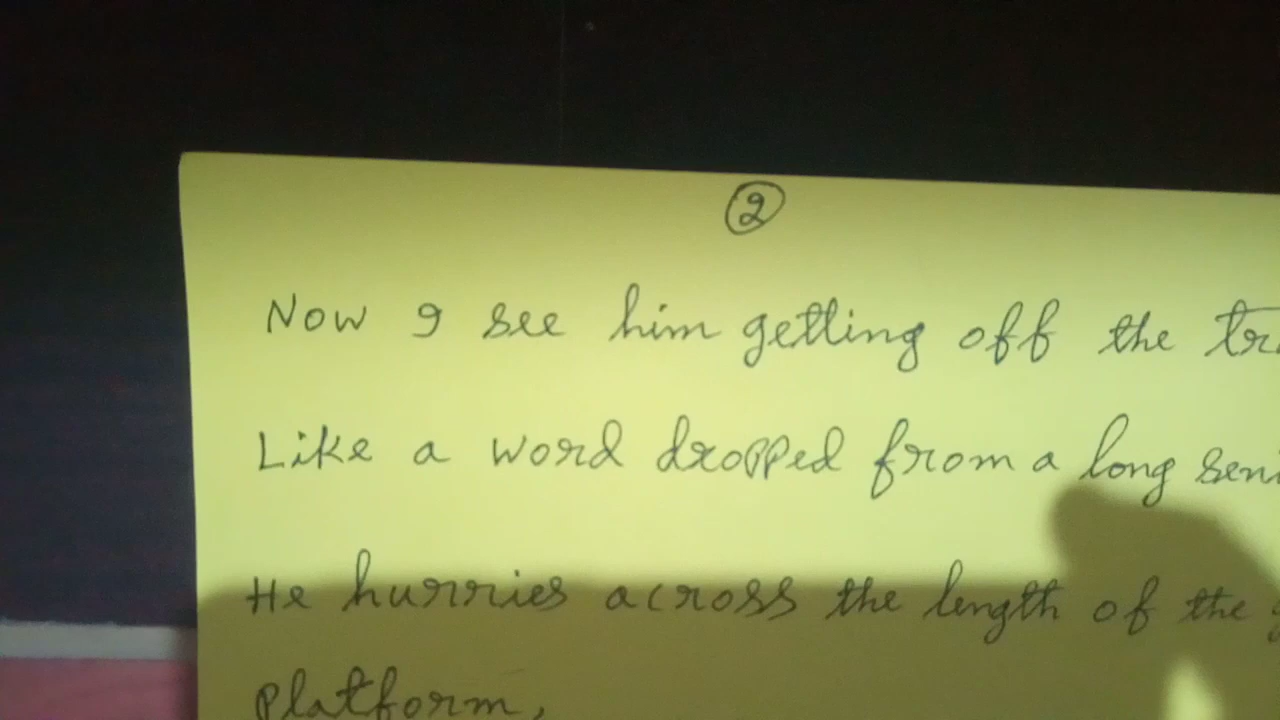 2
Now I see him getting off the
Like a word dropped from a long
He hurries across the length of the
platform,